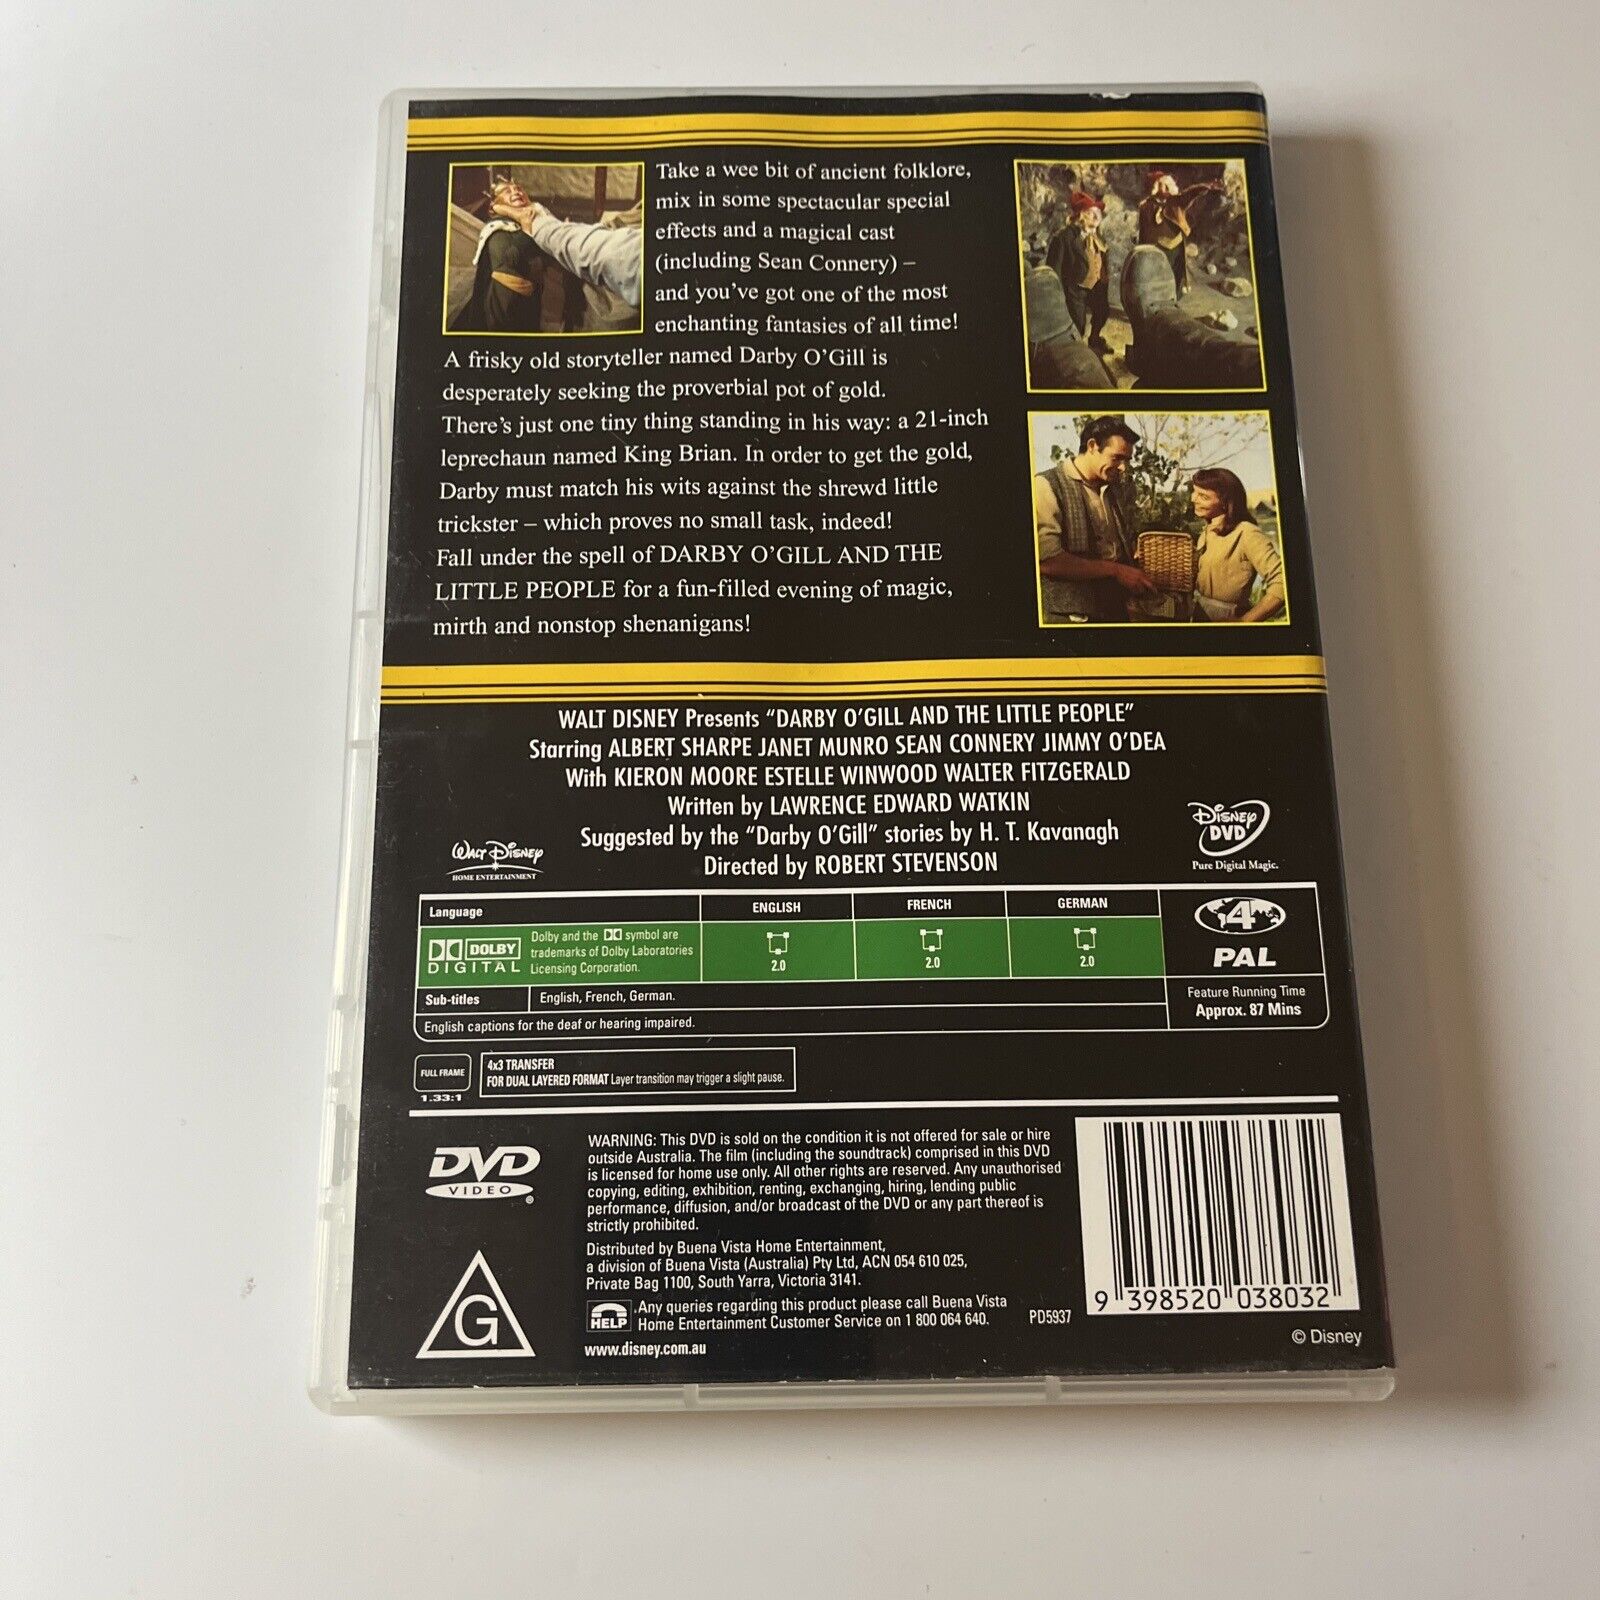 Take a wee bit of ancient folklore,
mix in some spectacular special
effects and a magical cast
(including Sean Connery) –
and you've got one of the most
enchanting fantasies of all time!
A frisky old storyteller named Darby O'Gill is
desperately seeking the proverbial pot of gold.
There's just one tiny thing standing in his way: a 21-inch
leprechaun named King Brian. In order to get the gold,
Darby must match his wits against the shrewd little
trickster – which proves no small task, indeed!
Fall under the spell of DARBY O'GILL AND THE
LITTLE PEOPLE for a fun-filled evening of magic,
mirth and nonstop shenanigans!
WALT DISNEY Presents "DARBY O'GILL AND THE LITTLE PEOPLE"
Starring ALBERT SHARPE JANET MUNRO SEAN CONNERY JIMMY O'DEA
With KIERON MOORE ESTELLE WINWOOD WALTER FITZGERALD
Written by LAWRENCE EDWARD WATKIN
Suggested by the "Darby O'Gill" stories by H. T. Kavanagh
Directed by ROBERT STEVENSON
WALT DISNEY
HOME ENTERTAINMENT
DISNEY
DVD
Pure Digital Magic.
Language
ENGLISH
FRENCH
GERMAN
DOLBY
DIGITAL
Dolby and the symbol are
trademarks of Dolby Laboratories
Licensing Corporation.
2.0
2.0
2.0
Sub-titles
English, French, German.
English captions for the deaf or hearing impaired.
4
PAL
Feature Running Time
Approx. 87 Mins
FULL FRAME
1.33:1
4x3 TRANSFER
FOR DUAL LAYERED FORMAT Layer transition may trigger a slight pause.
DVD
VIDEO ®
WARNING: This DVD is sold on the condition it is not offered for sale or hire
outside Australia. The film (including the soundtrack) comprised in this DVD
is licensed for home use only. All other rights are reserved. Any unauthorised
copying, editing, exhibition, renting, exchanging, hiring, lending public
performance, diffusion, and/or broadcast of the DVD or any part thereof is
strictly prohibited.
Distributed by Buena Vista Home Entertainment,
a division of Buena Vista (Australia) Pty Ltd, ACN 054 610 025,
Private Bag 1100, South Yarra, Victoria 3141.
HELP
Any queries regarding this product please call Buena Vista
Home Entertainment Customer Service on 1 800 064 640.
www.disney.com.au
PD5937
G
9 398520 038032
© Disney